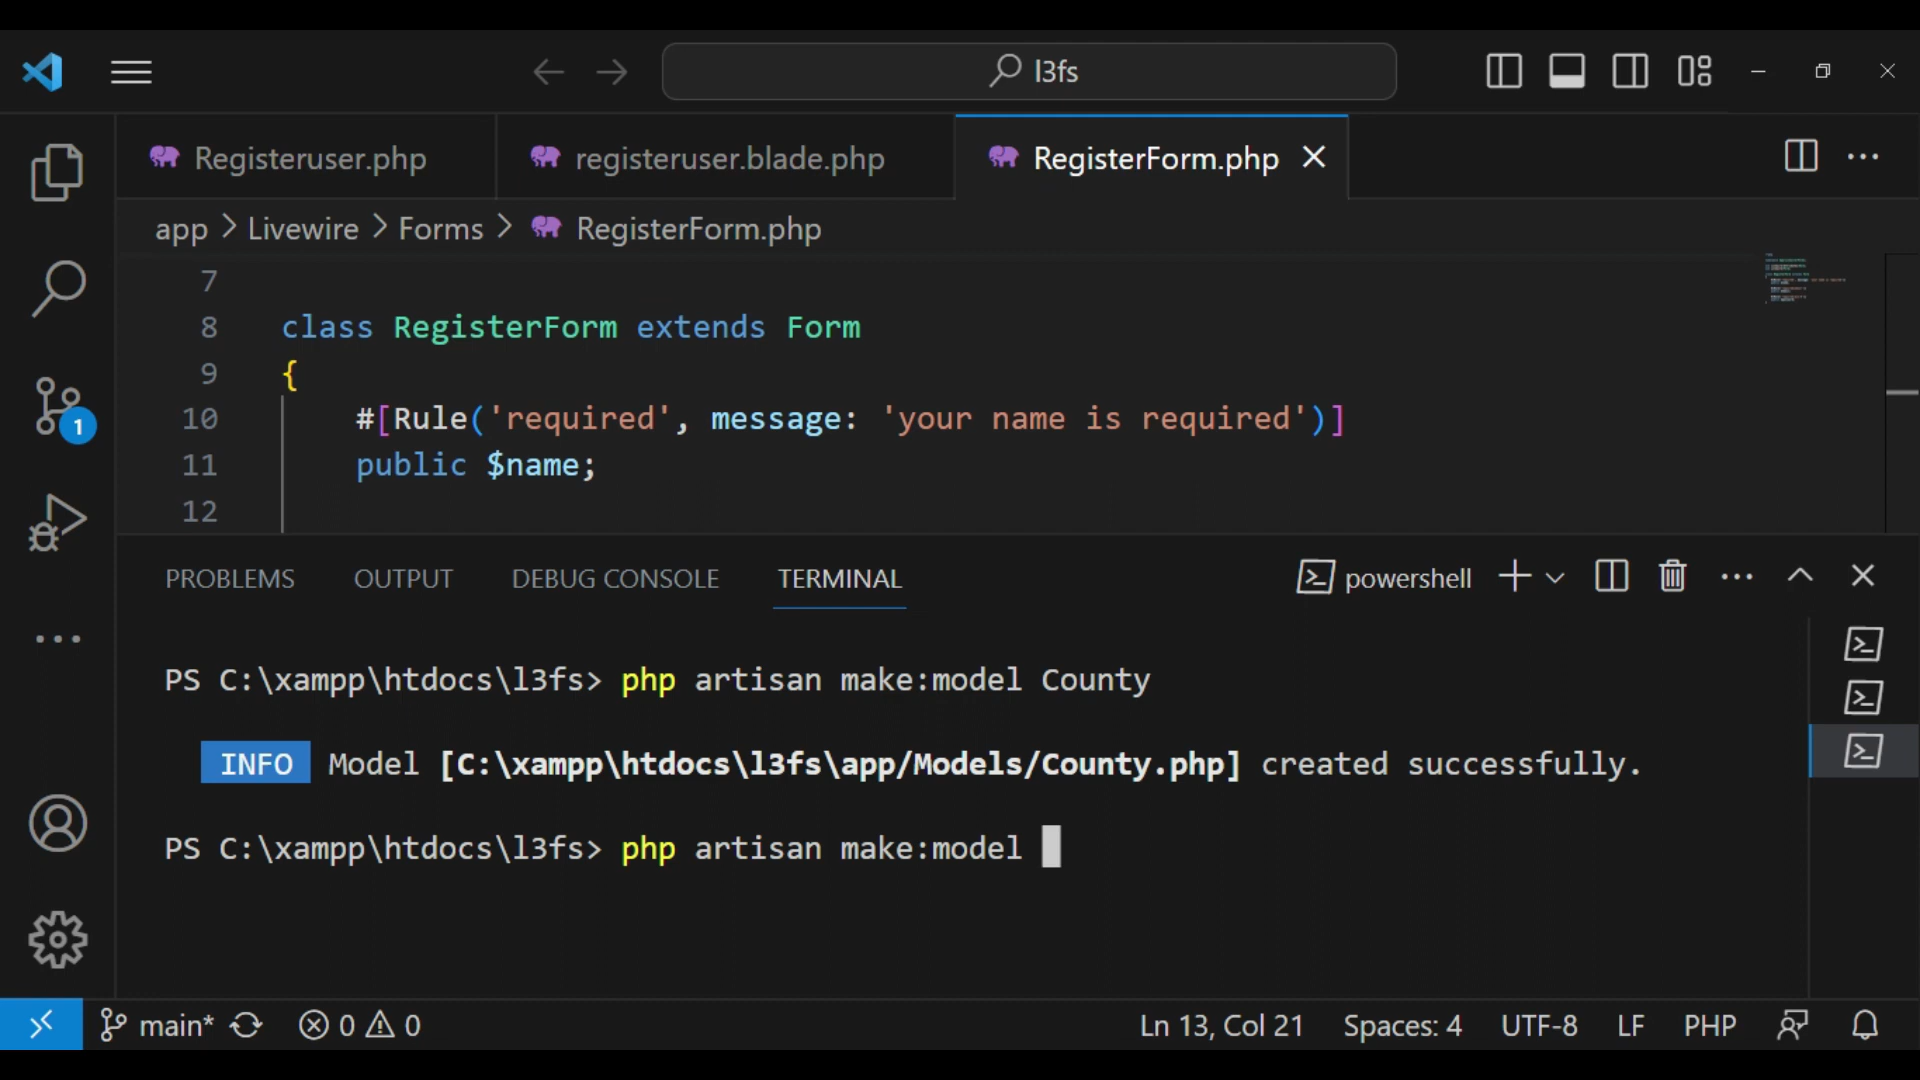 l3fs
Registeruser.php
registeruser.blade.php
RegisterForm.php
app > Livewire > Forms > RegisterForm.php
7
8 class RegisterForm extends Form
9 {
10 #[Rule('required', message: 'your name is required')]
11 public $name;
12
PROBLEMS OUTPUT DEBUG CONSOLE TERMINAL
powershell
PS C:\xampp\htdocs\l3fs> php artisan make:model County
INFO Model [C:\xampp\htdocs\l3fs\app/Models/County.php] created successfully.
PS C:\xampp\htdocs\l3fs> php artisan make:model
1
main* 0 0
Ln 13, Col 21 Spaces: 4 UTF-8 LF PHP